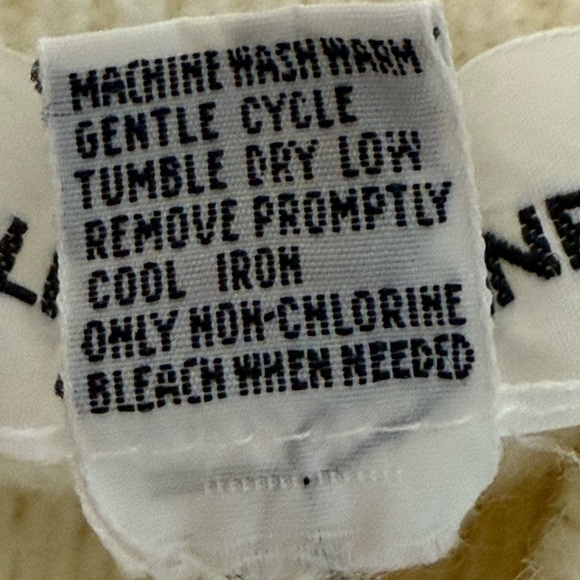 MACHINE WASH WARM
GENTLE CYCLE
TUMBLE DRY LOW
REMOVE PROMPTLY
COOL IRON
ONLY NON-CHLORINE
BLEACH WHEN NEEDED